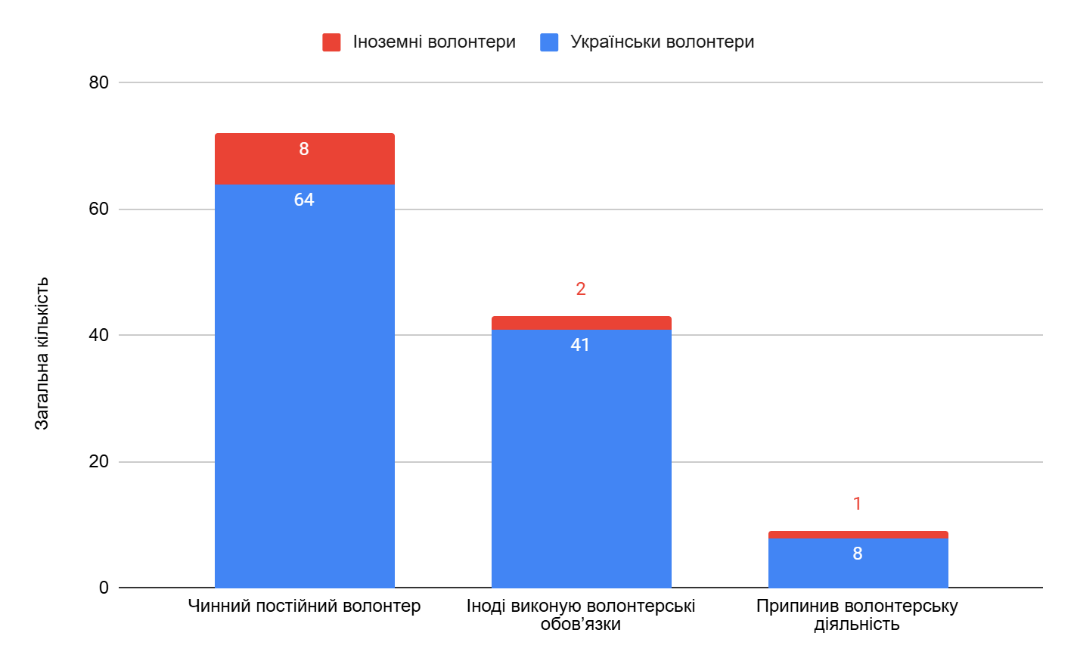 Іноземні волонтери Українськи волонтери
80
60
40
20
0
Загальна кількість
8
64
2
41
1
8
Чинний постійний волонтер
Іноді виконую волонтерські
обов’язки
Припинив волонтерську
діяльність